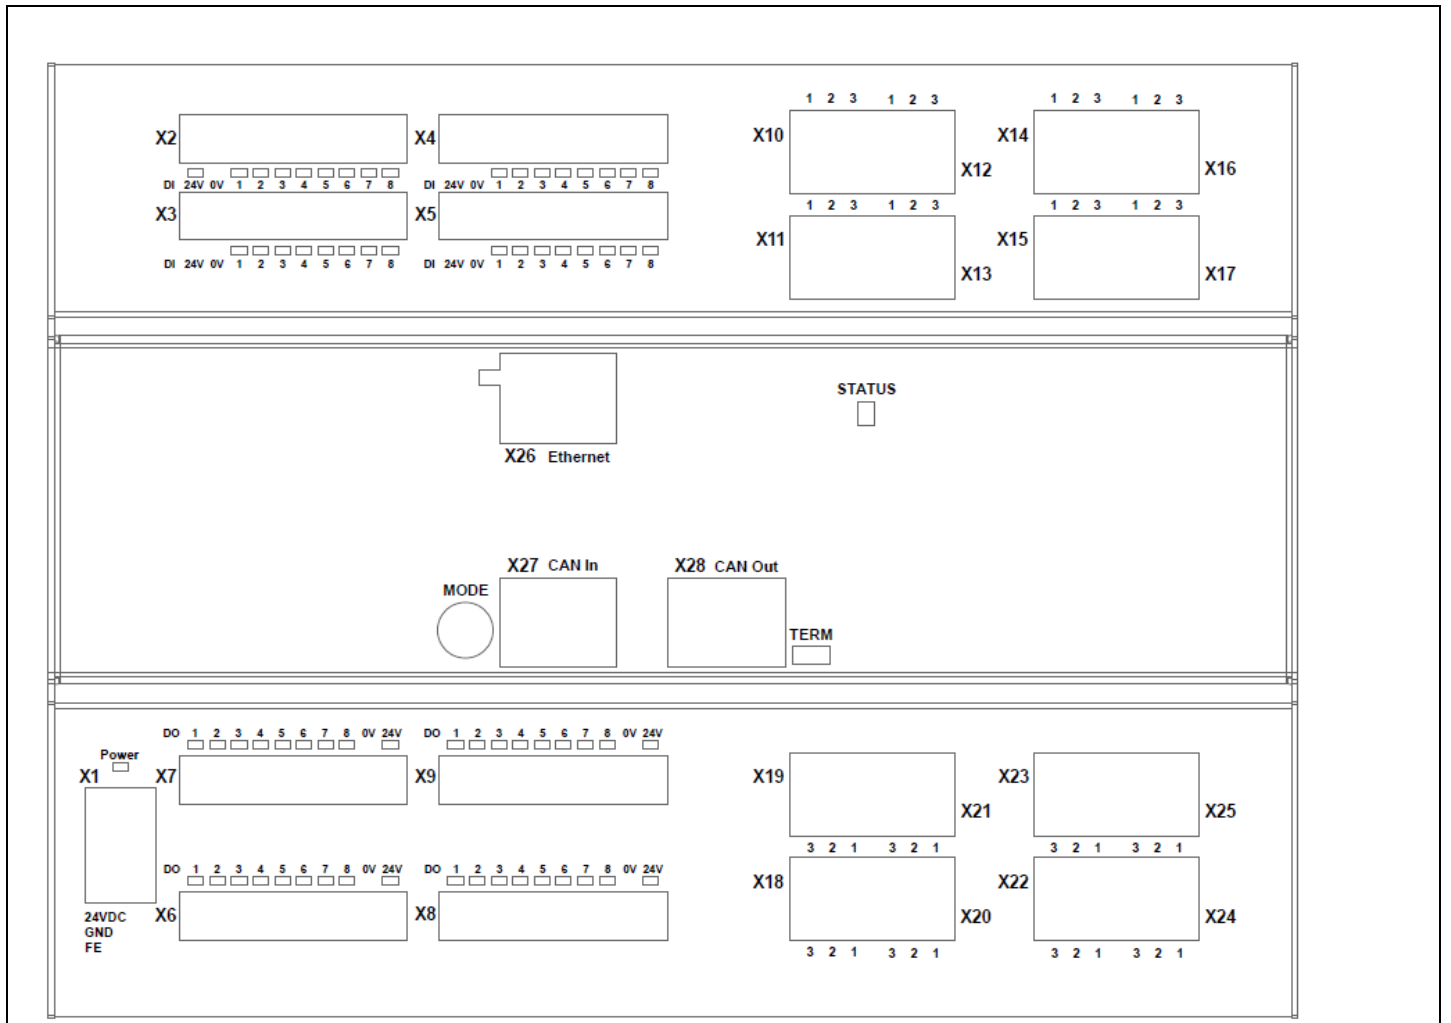 1 2 3 1 2 3 1 2 3 1 2 3
X2 X4 X10 X14
X12 X16
DI 24V 0V 1 2 3 4 5 6 7 8 DI 24V 0V 1 2 3 4 5 6 7 8
1 2 3 1 2 3 1 2 3 1 2 3
X3 X5 X11 X15
DI 24V 0V 1 2 3 4 5 6 7 8 DI 24V 0V 1 2 3 4 5 6 7 8
X13 X17
STATUS
X26 Ethernet
X27 CAN In X28 CAN Out
MODE
TERM
DO 1 2 3 4 5 6 7 8 0V 24V DO 1 2 3 4 5 6 7 8 0V 24V
Power
X1 X7 X9 X19 X23
X21 X25
3 2 1 3 2 1 3 2 1 3 2 1
DO 1 2 3 4 5 6 7 8 0V 24V DO 1 2 3 4 5 6 7 8 0V 24V
X18 X22
X6 X8 X20 X24
24VDC
GND
FE
3 2 1 3 2 1 3 2 1 3 2 1